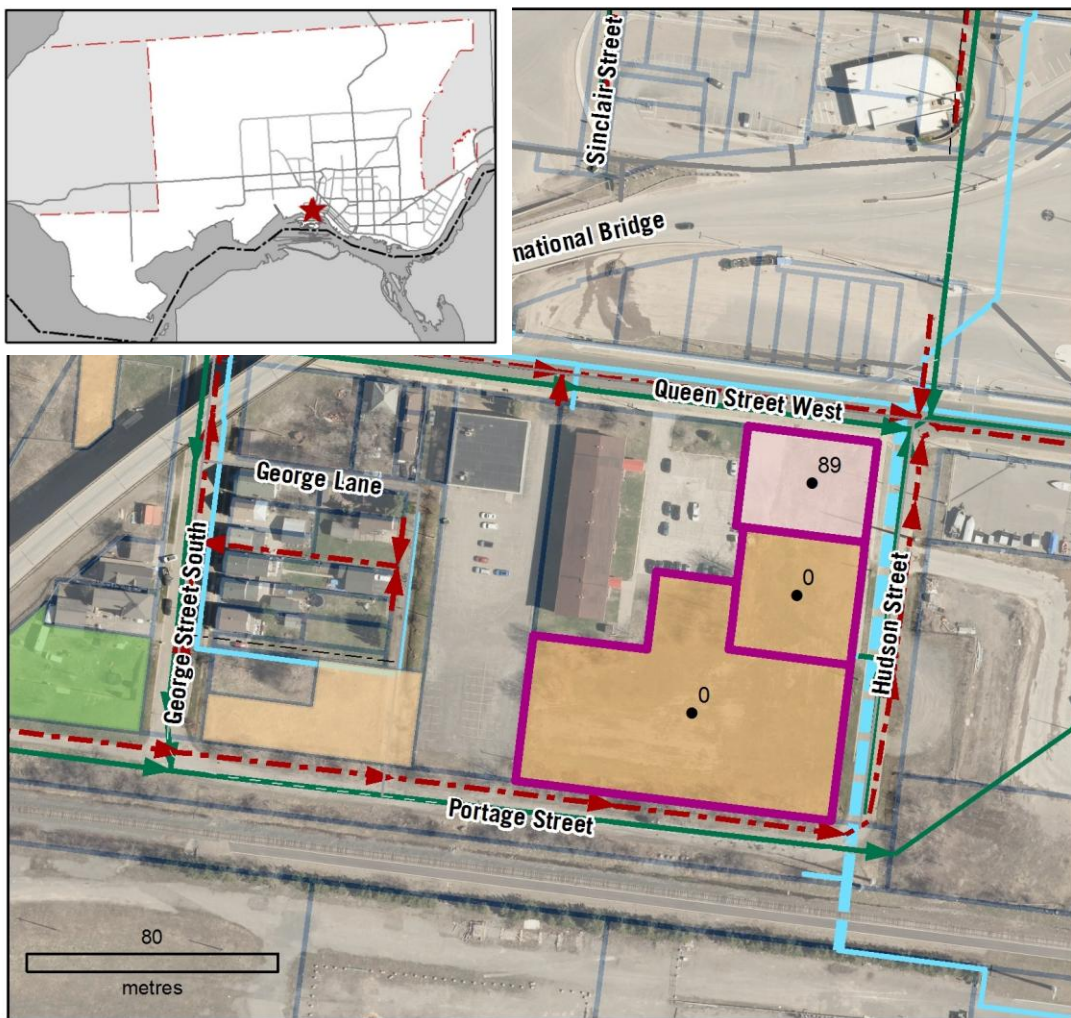 Sinclair Street
national Bridge
Queen Street West
89
George Lane
0
George Street South
Hudson Street
0
Portage Street
80
metres